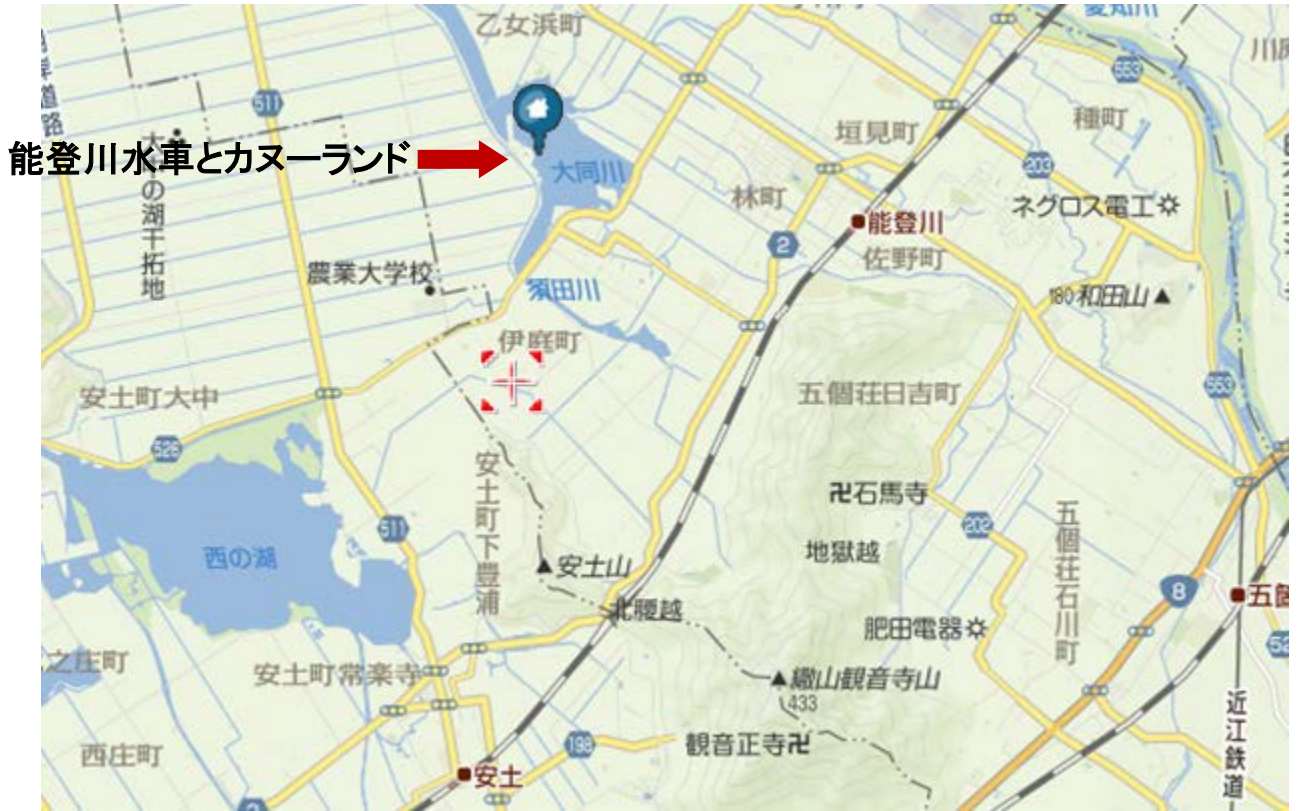 乙女浜町
愛知川
553
511
垣見町
種町
能登川水車とカヌーランド
大同川
203
林町
ネグロス電工
能登川
2
佐野町
農業大学校
須田川
180 和田山
伊庭町
553
安土町大中
五個荘日吉町
526
安土町下豊浦
石馬寺
202
511
西の湖
地獄越
五個荘石川町
安土山
8
北腰越
肥田電器
安土町常楽寺
繖山観音寺山
433
近江鉄道
198
観音正寺
西庄町
安土
2